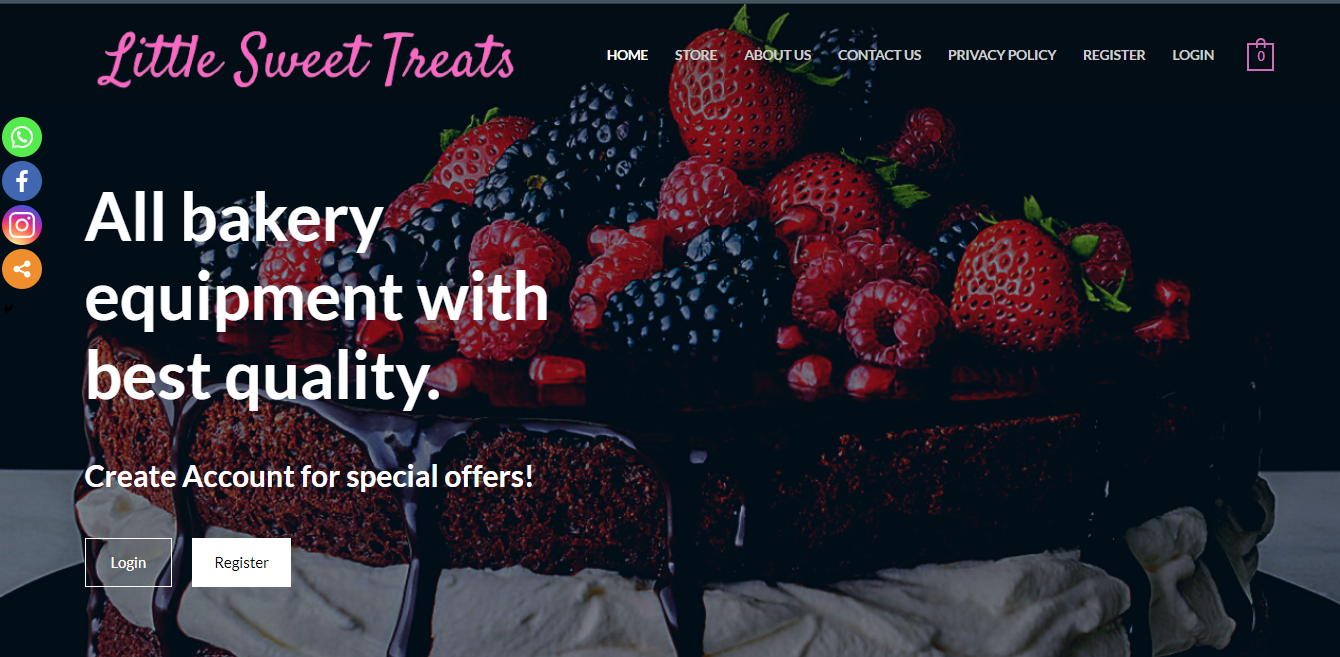 Little Sweet Treats
HOME STORE ABOUT US CONTACT US PRIVACY POLICY REGISTER LOGIN 0
All bakery
equipment with
best quality.
Create Account for special offers!
Login Register